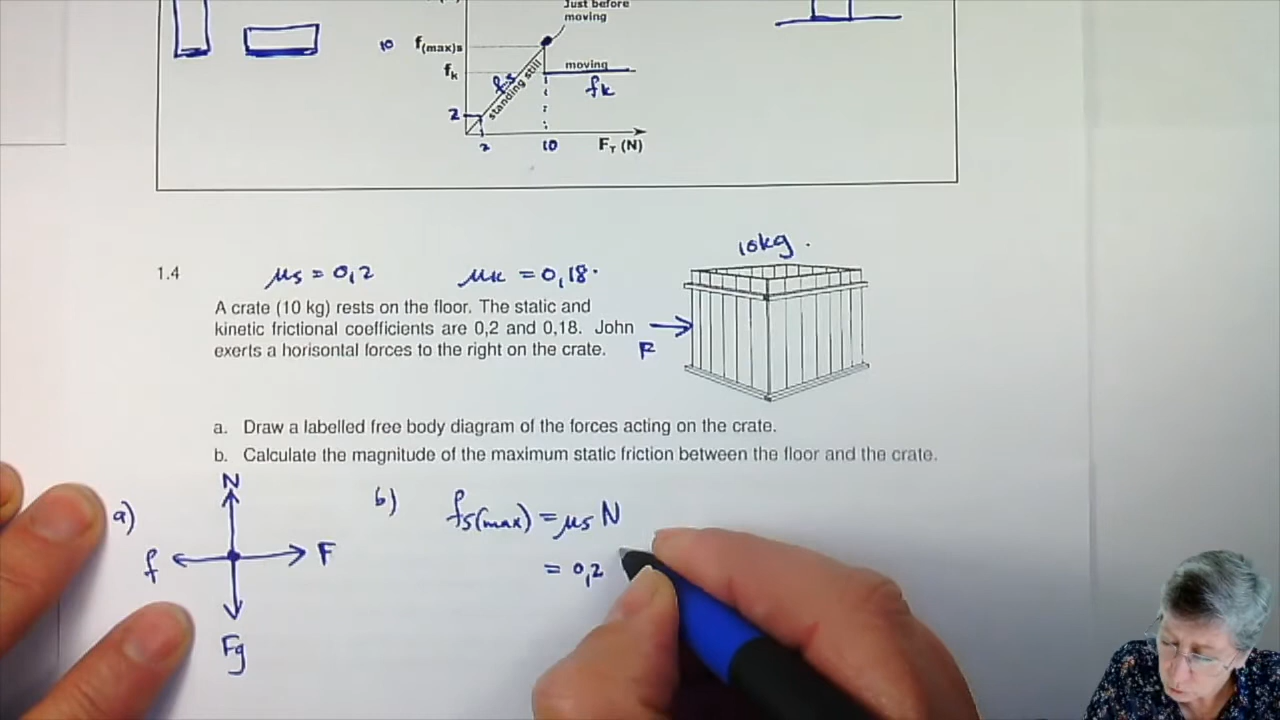 Just before
moving
10 f(max)s
fk
fs
standing still
moving
fk
2
2
10
FT (N)
10kg.
1.4
μs = 0,2 μk = 0,18.
A crate (10 kg) rests on the floor. The static and
kinetic frictional coefficients are 0,2 and 0,18. John
exerts a horisontal forces to the right on the crate.
F
a. Draw a labelled free body diagram of the forces acting on the crate.
b. Calculate the magnitude of the maximum static friction between the floor and the crate.
a)
N
f
F
Fg
b) fs(max) = μs N
= 0,2